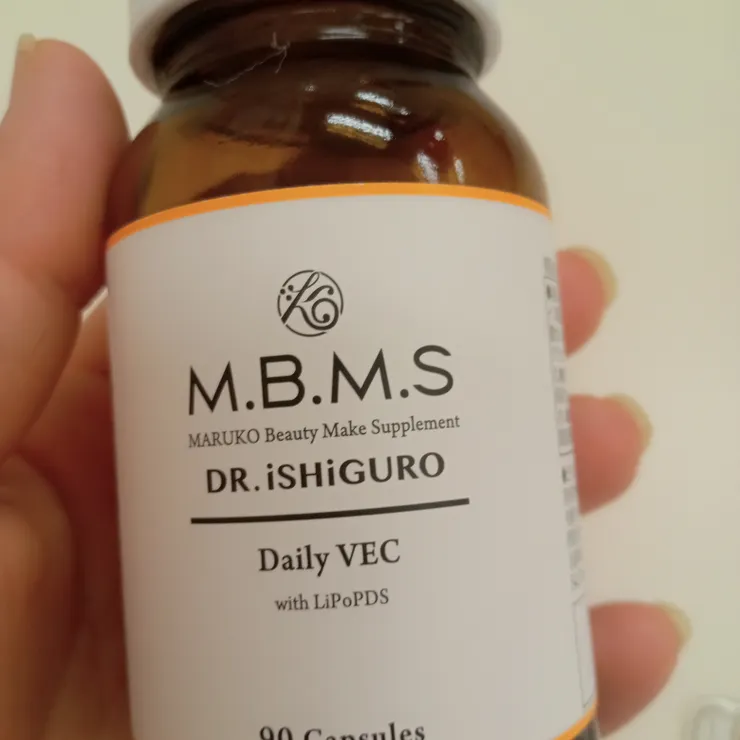 M.B.M.S
MARUKO Beauty Make Supplement
DR.iSHiGURO
Daily VEC
with LiPoPDS
90 Capsules